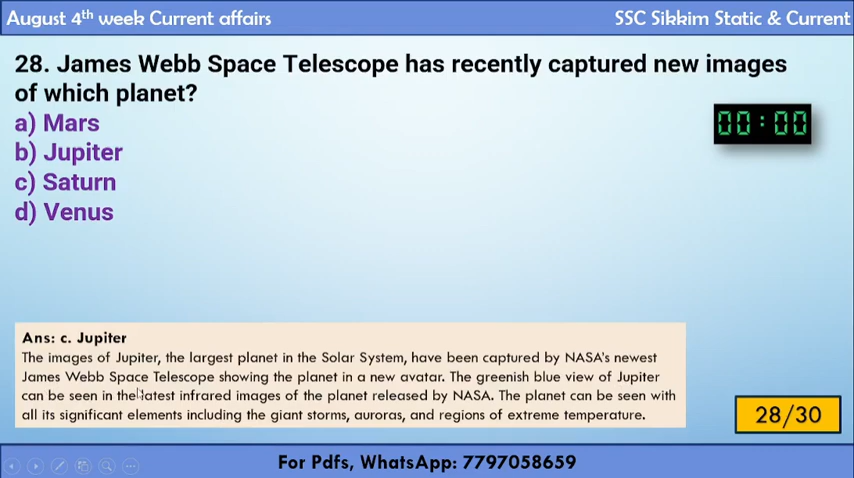 August 4th week Current affairs
SSC Sikkim Static & Current
28. James Webb Space Telescope has recently captured new images
of which planet?
a) Mars
b) Jupiter
c) Saturn
d) Venus
00:00
Ans: c. Jupiter
The images of Jupiter, the largest planet in the Solar System, have been captured by NASA's newest
James Webb Space Telescope showing the planet in a new avatar. The greenish blue view of Jupiter
can be seen in the latest infrared images of the planet released by NASA. The planet can be seen with
all its significant elements including the giant storms, auroras, and regions of extreme temperature.
28/30
For Pdfs, WhatsApp: 7797058659